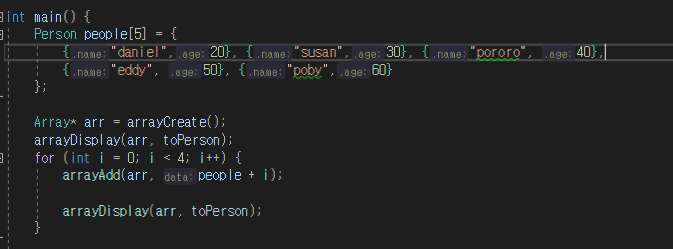 int main() {
Person people[5] = {
{.name:"daniel",.age:20}, {.name:"susan",.age:30}, {.name:"pororo", .age:40},
{.name:"eddy", .age:50}, {.name:"poby",.age:60}
};
Array* arr = arrayCreate();
arrayDisplay(arr, toPerson);
for (int i = 0; i < 4; i++) {
arrayAdd(arr, data:people + i);
arrayDisplay(arr, toPerson);
}